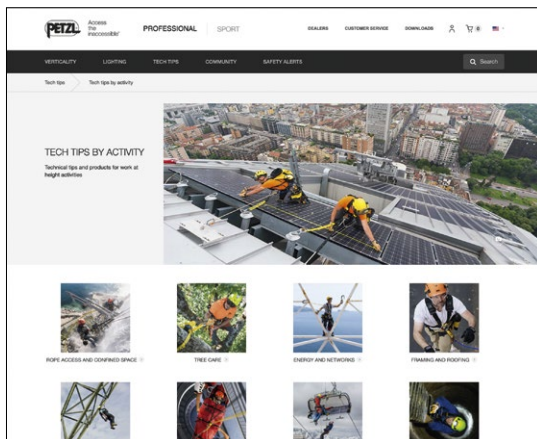 PETZL
Access
the
inaccessible®
PROFESSIONAL
SPORT
DEALERS
CUSTOMER SERVICE
DOWNLOADS
0
VERTICALITY
LIGHTING
TECH TIPS
COMMUNITY
SAFETY ALERTS
Search
Tech tips
Tech tips by activity
TECH TIPS BY ACTIVITY
Technical tips and products for work at
height activities
ROPE ACCESS AND CONFINED SPACE
TREE CARE
ENERGY AND NETWORKS
FRAMING AND ROOFING